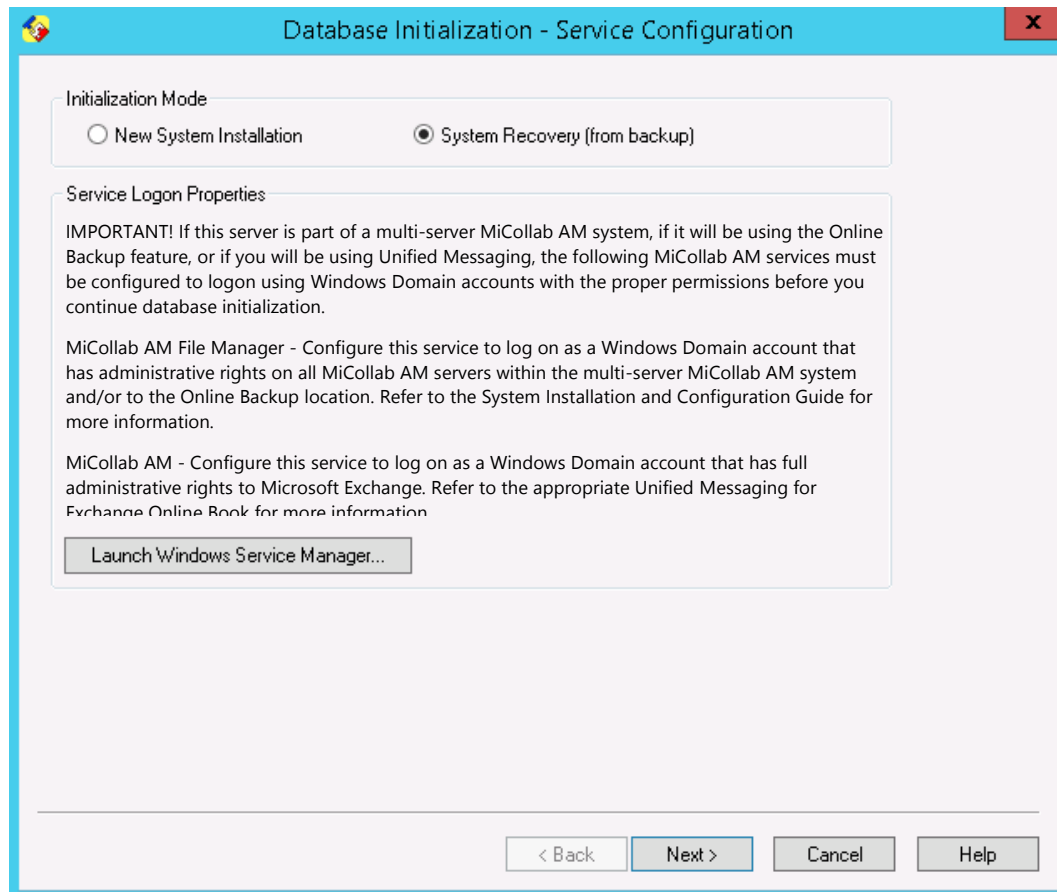 Database Initialization - Service Configuration
x
Initialization Mode
New System Installation
System Recovery (from backup)
Service Logon Properties
IMPORTANT! If this server is part of a multi-server MiCollab AM system, if it will be using the Online
Backup feature, or if you will be using Unified Messaging, the following MiCollab AM services must
be configured to logon using Windows Domain accounts with the proper permissions before you
continue database initialization.
MiCollab AM File Manager - Configure this service to log on as a Windows Domain account that
has administrative rights on all MiCollab AM servers within the multi-server MiCollab AM system
and/or to the Online Backup location. Refer to the System Installation and Configuration Guide for
more information.
MiCollab AM - Configure this service to log on as a Windows Domain account that has full
administrative rights to Microsoft Exchange. Refer to the appropriate Unified Messaging for
Exchange Online Book for more information
Launch Windows Service Manager...
< Back
Next >
Cancel
Help